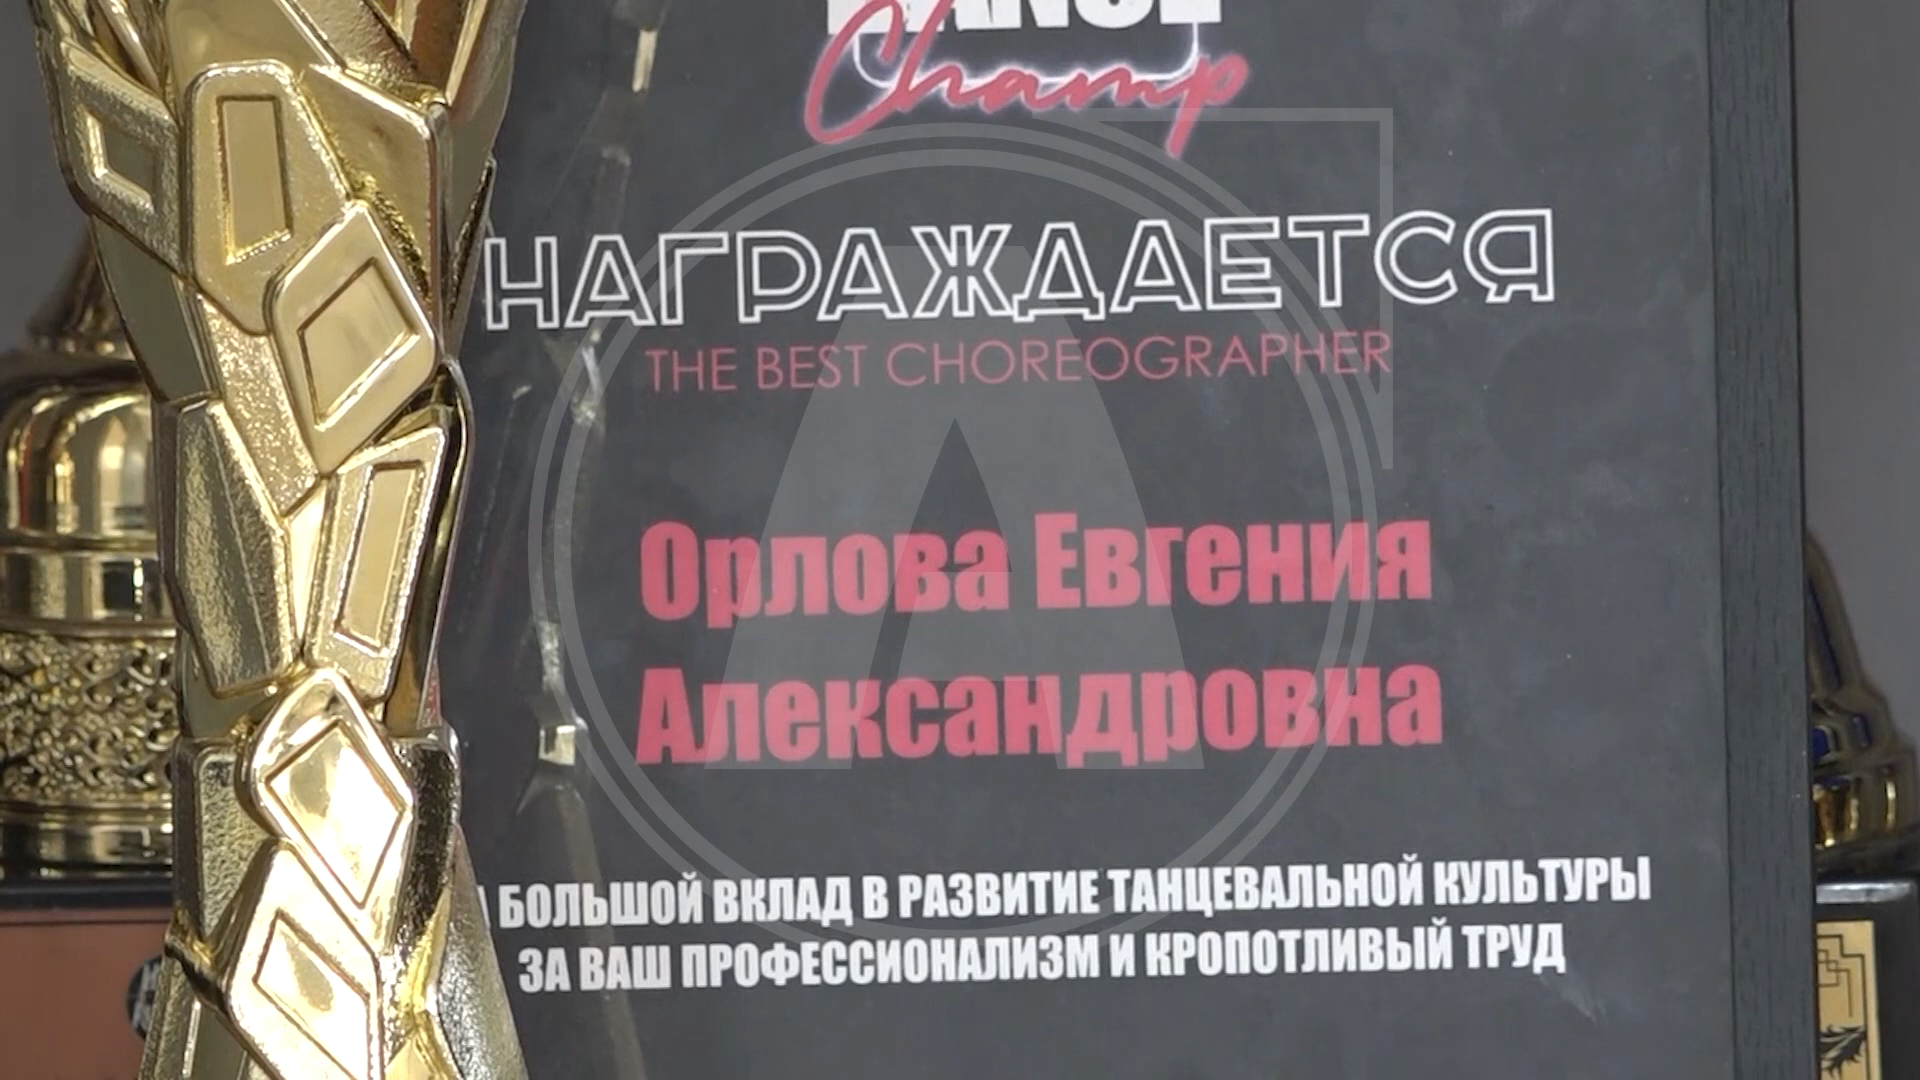 Champ
НАГРАЖДАЕТСЯ
THE BEST CHOREOGRAPHER
Орлова Евгения
Александровна
БОЛЬШОЙ ВКЛАД В РАЗВИТИЕ ТАНЦЕВАЛЬНОЙ КУЛЬТУРЫ
ЗА ВАШ ПРОФЕССИОНАЛИЗМ И КРОПОТЛИВЫЙ ТРУД